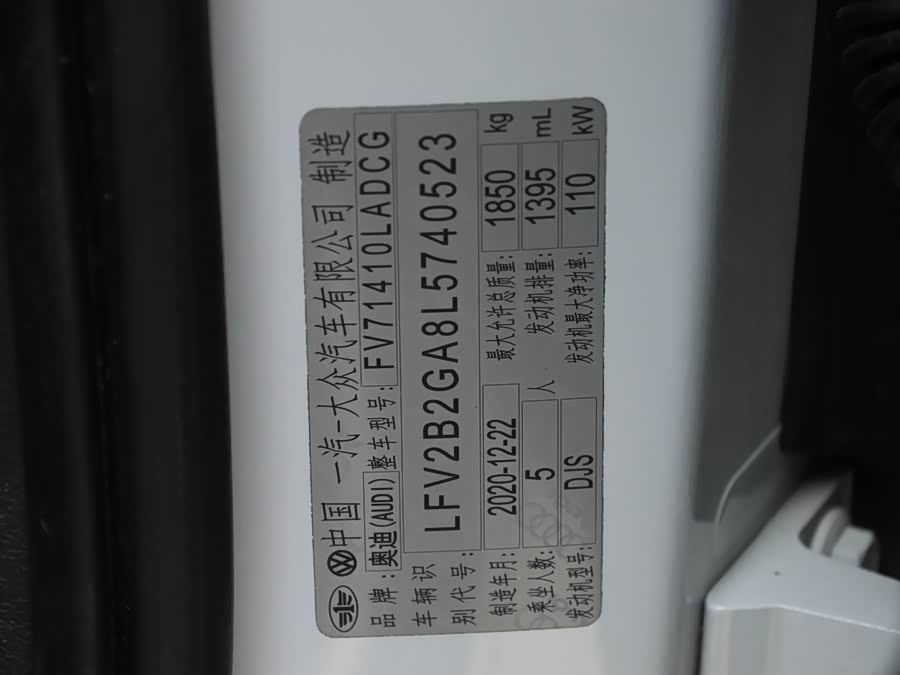 中国 一汽-大众汽车有限公司 制造
品牌: 奥迪(AUDI) 整车型号: FV71410LADCG
车辆识别代号: LFV2B2GA8L5740523
制造年月: 2020-12-22 最大允许总质量: 1850 kg
乘坐人数: 5 人 发动机排量: 1395 mL
发动机型号: DJS 发动机最大净功率: 110 kW